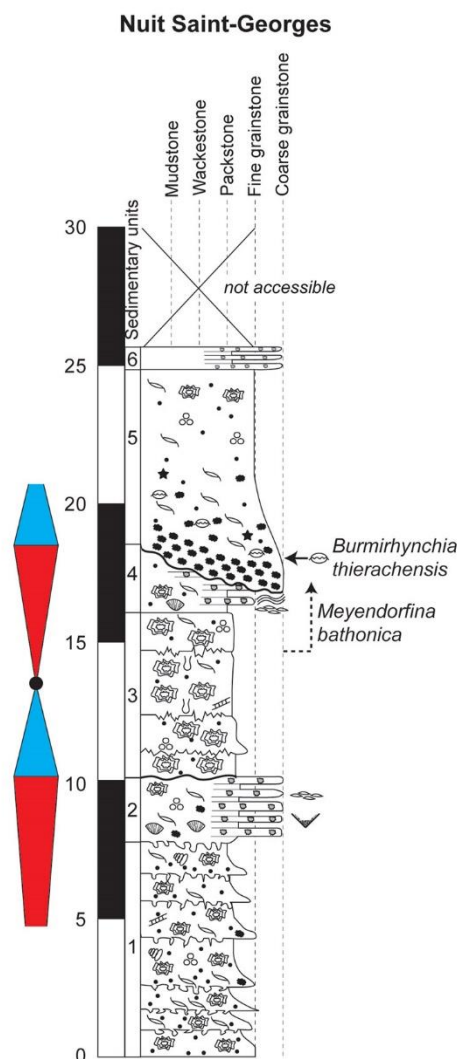 Nuit Saint-Georges
Mudstone
Wackestone
Packstone
Fine grainstone
Coarse grainstone
Sedimentary units
30
not accessible
6
25
5
20
Burmirhynchia
thierachensis
4
Meyendorfina
bathonica
15
3
10
2
5
1
0